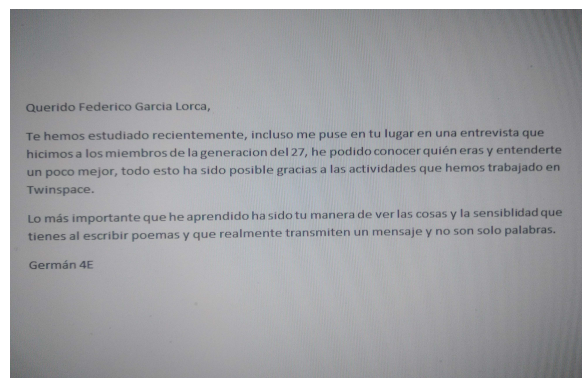 Querido Federico Garcia Lorca,
Te hemos estudiado recientemente, incluso me puse en tu lugar en una entrevista que
hicimos a los miembros de la generacion del 27, he podido conocer quién eras y entenderte
un poco mejor, todo esto ha sido posible gracias a las actividades que hemos trabajado en
Twinspace.
Lo más importante que he aprendido ha sido tu manera de ver las cosas y la sensiblidad que
tienes al escribir poemas y que realmente transmiten un mensaje y no son solo palabras.
Germán 4E